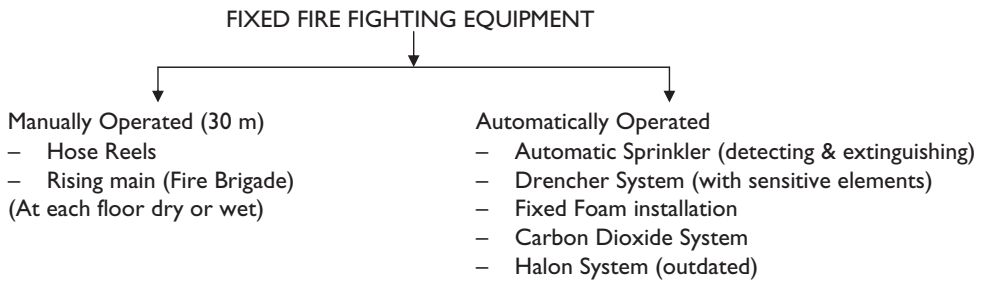 FIXED FIRE FIGHTING EQUIPMENT
Manually Operated (30 m)
– Hose Reels
– Rising main (Fire Brigade)
(At each floor dry or wet)
Automatically Operated
– Automatic Sprinkler (detecting & extinguishing)
– Drencher System (with sensitive elements)
– Fixed Foam installation
– Carbon Dioxide System
– Halon System (outdated)